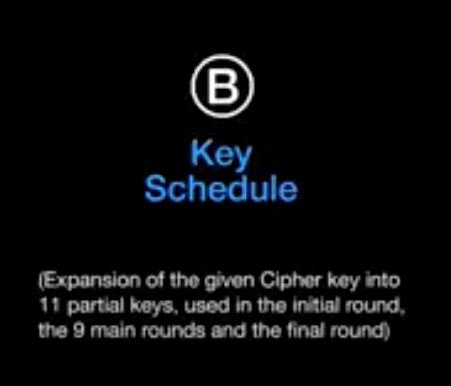 B
Key
Schedule
(Expansion of the given Cipher key into
11 partial keys, used in the initial round,
the 9 main rounds and the final round)